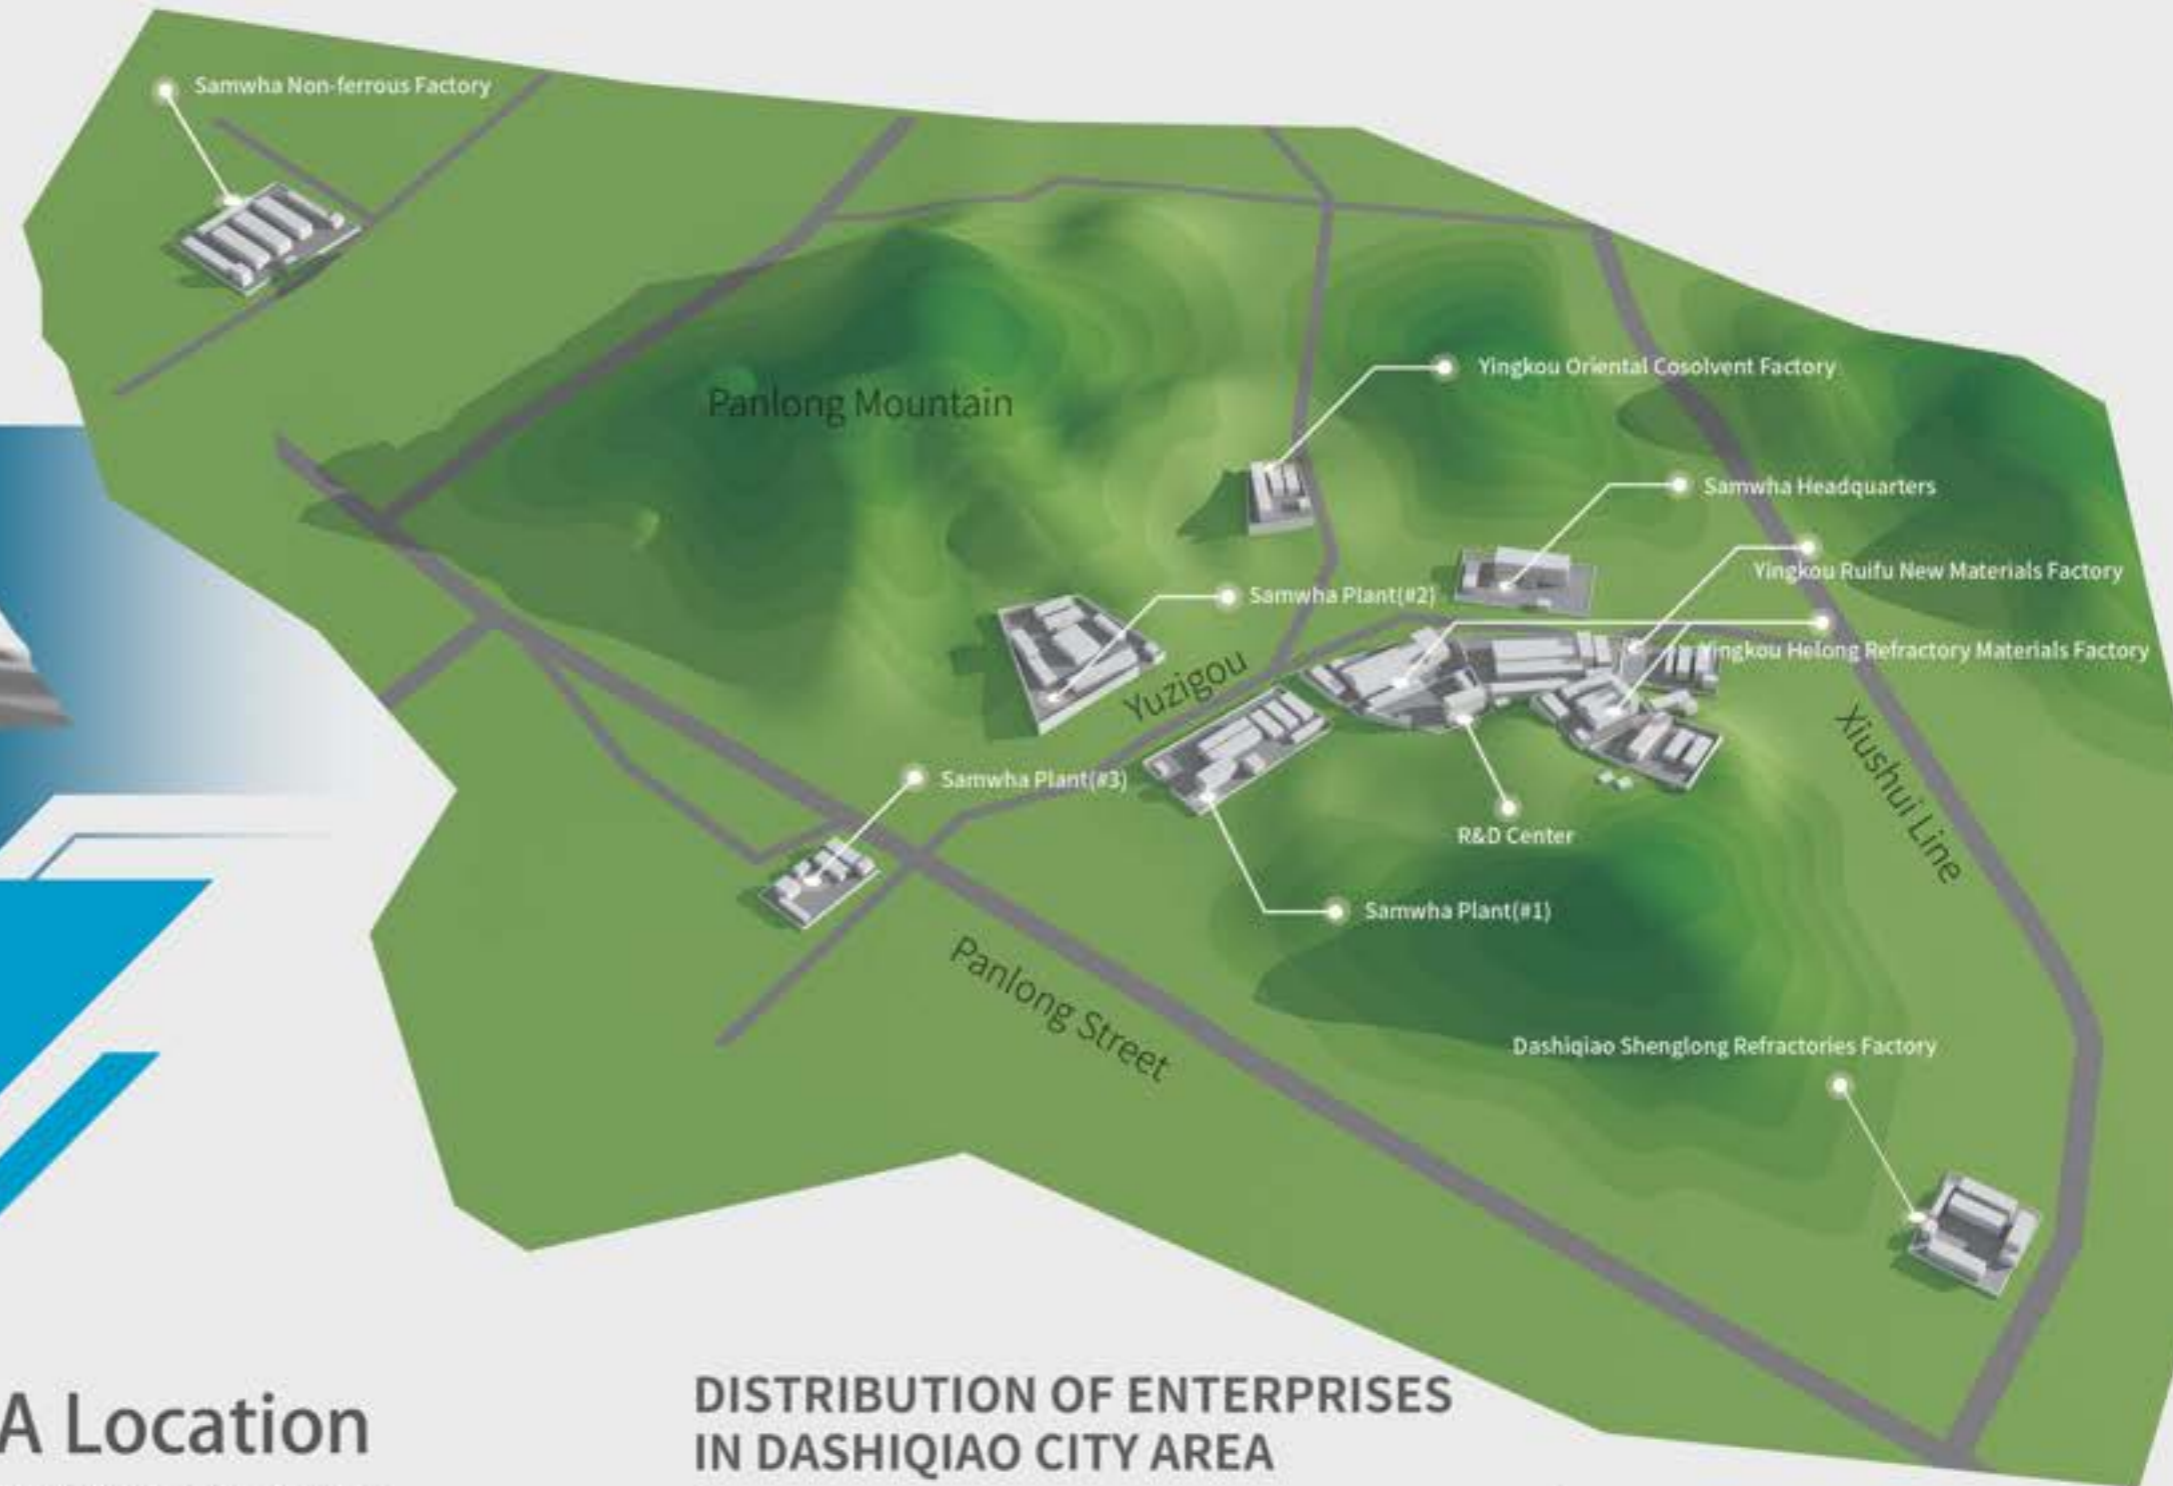 Samwha Non-ferrous Factory
Yingkou Oriental Cosolvent Factory
Panlong Mountain
Samwha Headquarters
Yingkou Ruifu New Materials Factory
Samwha Plant(#2)
Yingkou Helong Refractory Materials Factory
Yuzigou
Xiushui Line
Samwha Plant(#3)
R&D Center
Samwha Plant(#1)
Panlong Street
Dashiqiao Shenglong Refractories Factory
A Location
DISTRIBUTION OF ENTERPRISES
IN DASHIQIAO CITY AREA